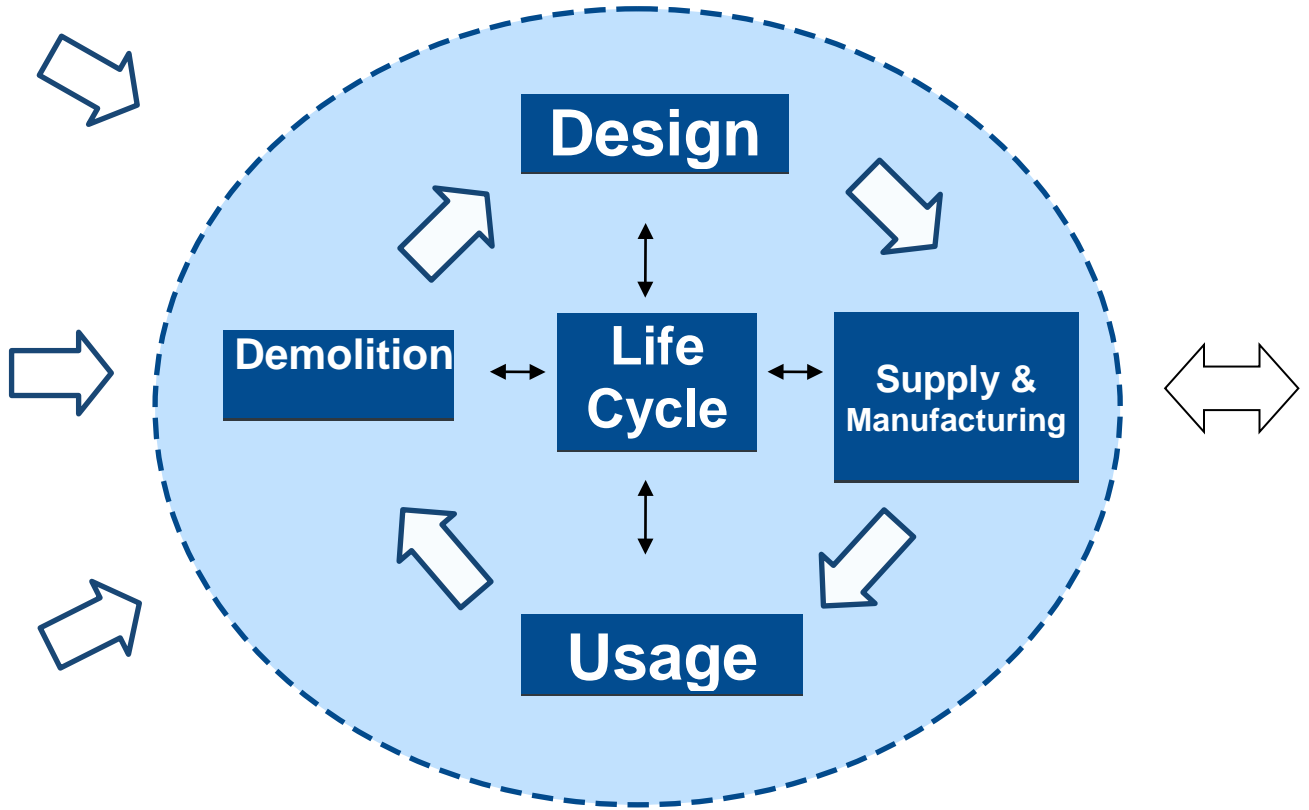 Design
Demolition
Life
Cycle
Supply &
Manufacturing
Usage